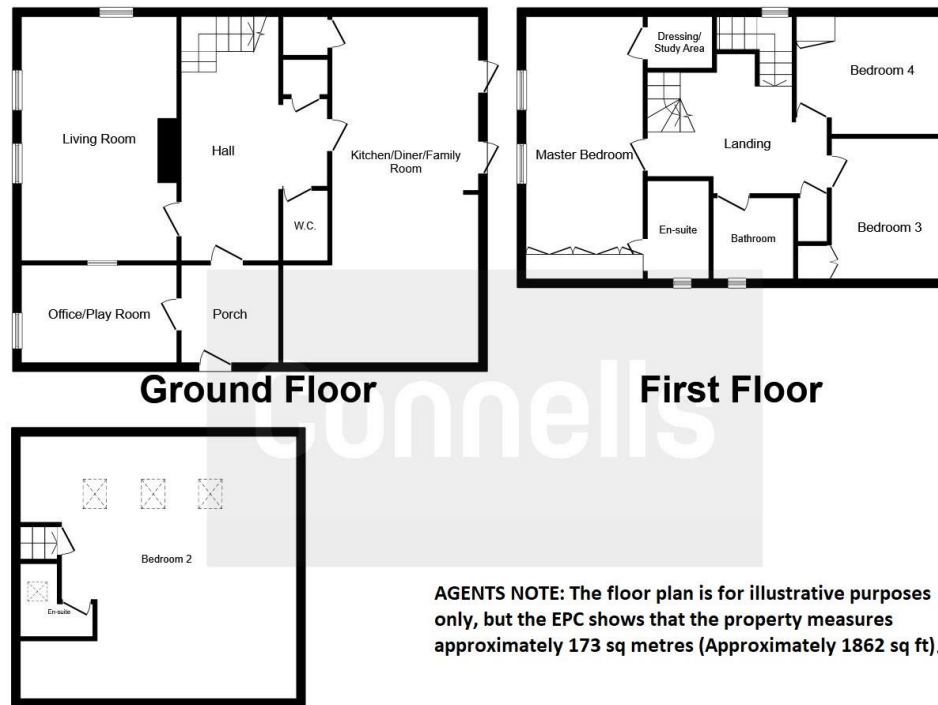 Living Room
Hall
Kitchen/Diner/Family
Room
W.C.
Office/Play Room
Porch
Ground Floor
Dressing/
Study Area
Bedroom 4
Master Bedroom
Landing
En-suite
Bathroom
Bedroom 3
First Floor
Connells
Bedroom 2
En-suite
AGENTS NOTE: The floor plan is for illustrative purposes
only, but the EPC shows that the property measures
approximately 173 sq metres (Approximately 1862 sq ft).